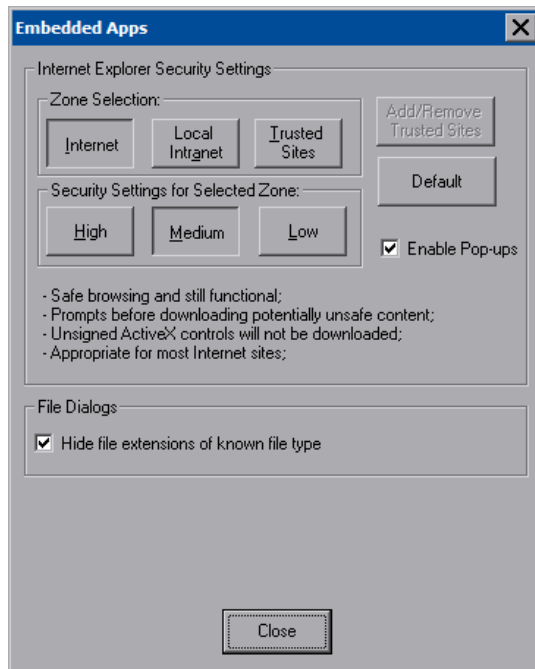 Embedded Apps
Internet Explorer Security Settings
Zone Selection:
Internet
Local
Intranet
Trusted
Sites
Add/Remove
Trusted Sites
Default
Security Settings for Selected Zone:
High
Medium
Low
Enable Pop-ups
- Safe browsing and still functional;
- Prompts before downloading potentially unsafe content;
- Unsigned ActiveX controls will not be downloaded;
- Appropriate for most Internet sites;
File Dialogs
Hide file extensions of known file type
Close